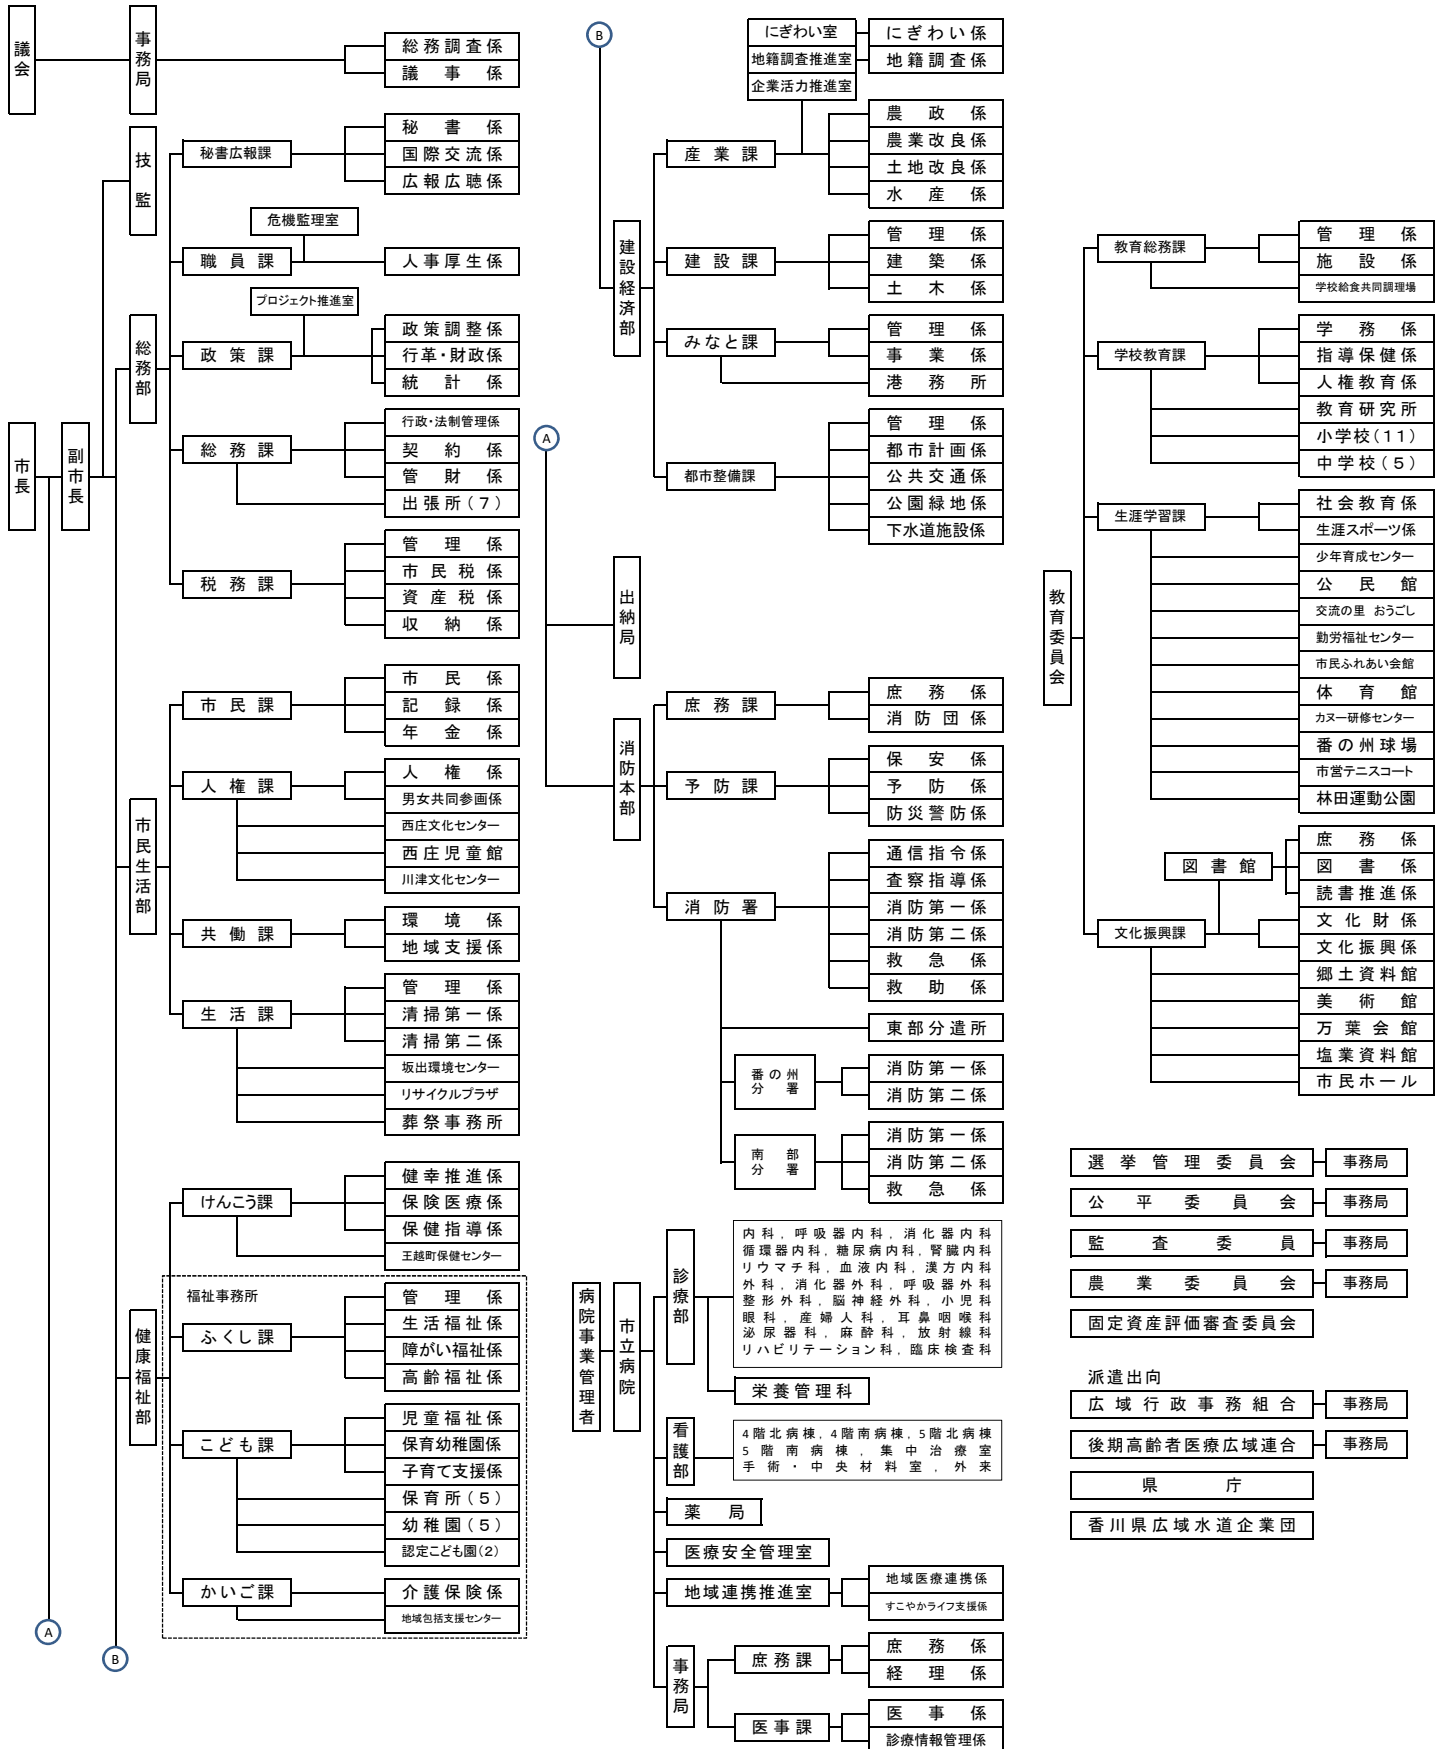 議会
事務局
総務調査係
議事係
技監
秘書広報課
秘書係
国際交流係
広報広聴係
危機監理室
職員課
人事厚生係
プロジェクト推進室
総務部
政策課
政策調整係
行革・財政係
統計係
市長
副市長
総務課
行政・法制管理係
契約係
管財係
出張所(7)
税務課
管理係
市民税係
資産税係
収納係
市民生活部
市民課
市民係
記録係
年金係
人権課
人権係
男女共同参画係
西庄文化センター
西庄児童館
川津文化センター
共働課
環境係
地域支援係
生活課
管理係
清掃第一係
清掃第二係
坂出環境センター
リサイクルプラザ
葬祭事務所
健康福祉部
けんこう課
健幸推進係
保険医療係
保健指導係
王越町保健センター
福祉事務所
ふくし課
管理係
生活福祉係
障がい福祉係
高齢福祉係
こども課
児童福祉係
保育幼稚園係
子育て支援係
保育所(5)
幼稚園(5)
認定こども園(2)
かいご課
介護保険係
地域包括支援センター
A
B
B
にぎわい室
にぎわい係
地籍調査推進室
地籍調査係
企業活力推進室
建設経済部
産業課
農政係
農業改良係
土地改良係
水産係
建設課
管理係
建築係
土木係
みなと課
管理係
事業係
港務所
都市整備課
管理係
都市計画係
公共交通係
公園緑地係
下水道施設係
A
出納局
消防本部
庶務課
庶務係
消防団係
予防課
保安係
予防係
防災警防係
消防署
通信指令係
査察指導係
消防第一係
消防第二係
救急係
救助係
東部分遣所
番の州
分署
消防第一係
消防第二係
南部
分署
消防第一係
消防第二係
救急係
病院事業管理者
市立病院
診療部
内科，呼吸器内科，消化器内科
循環器内科，糖尿病内科，腎臓内科
リウマチ科，血液内科，漢方内科
外科，消化器外科，呼吸器外科
整形外科，脳神経外科，小児科
眼科，産婦人科，耳鼻咽喉科
泌尿器科，麻酔科，放射線科
リハビリテーション科，臨床検査科
栄養管理科
看護部
4階北病棟，4階南病棟，5階北病棟
5階南病棟，集中治療室
手術・中央材料室，外来
薬局
医療安全管理室
地域連携推進室
地域医療連携係
すこやかライフ支援係
事務局
庶務課
庶務係
経理係
医事課
医事係
診療情報管理係
教育委員会
教育総務課
管理係
施設係
学校給食共同調理場
学校教育課
学務係
指導保健係
人権教育係
教育研究所
小学校(11)
中学校(5)
生涯学習課
社会教育係
生涯スポーツ係
少年育成センター
公民館
交流の里 おうごし
勤労福祉センター
市民ふれあい会館
体育館
カヌー研修センター
番の州球場
市営テニスコート
林田運動公園
図書館
庶務係
図書係
読書推進係
文化振興課
文化財係
文化振興係
郷土資料館
美術館
万葉会館
塩業資料館
市民ホール
選挙管理委員会
事務局
公平委員会
事務局
監査委員
事務局
農業委員会
事務局
固定資産評価審査委員会
派遣出向
広域行政事務組合
事務局
後期高齢者医療広域連合
事務局
県庁
香川県広域水道企業団